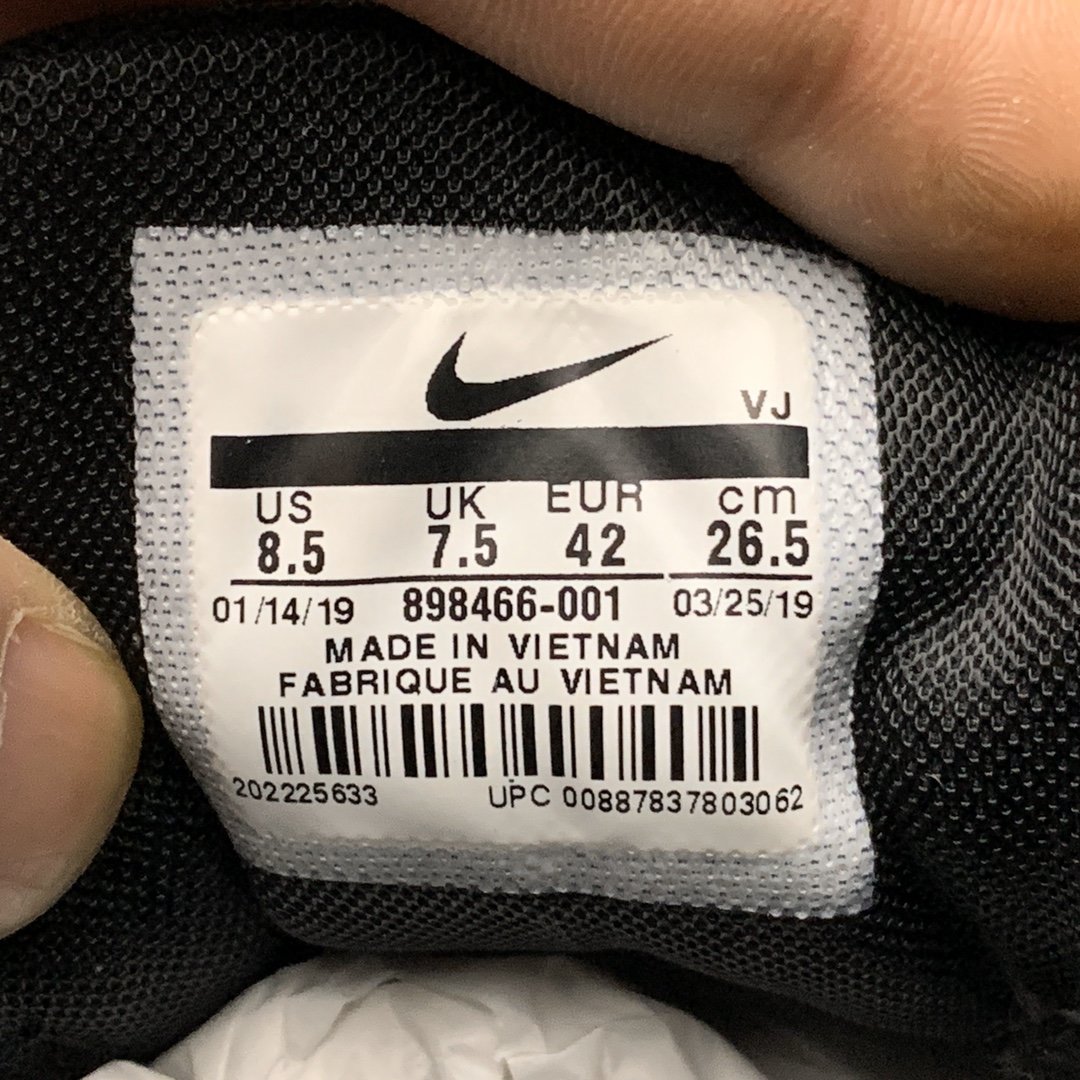 VJ
US UK EUR cm
8.5 7.5 42 26.5
01/14/19 898466-001 03/25/19
MADE IN VIETNAM
FABRIQUE AU VIETNAM
202225633 UPC 00887837803062